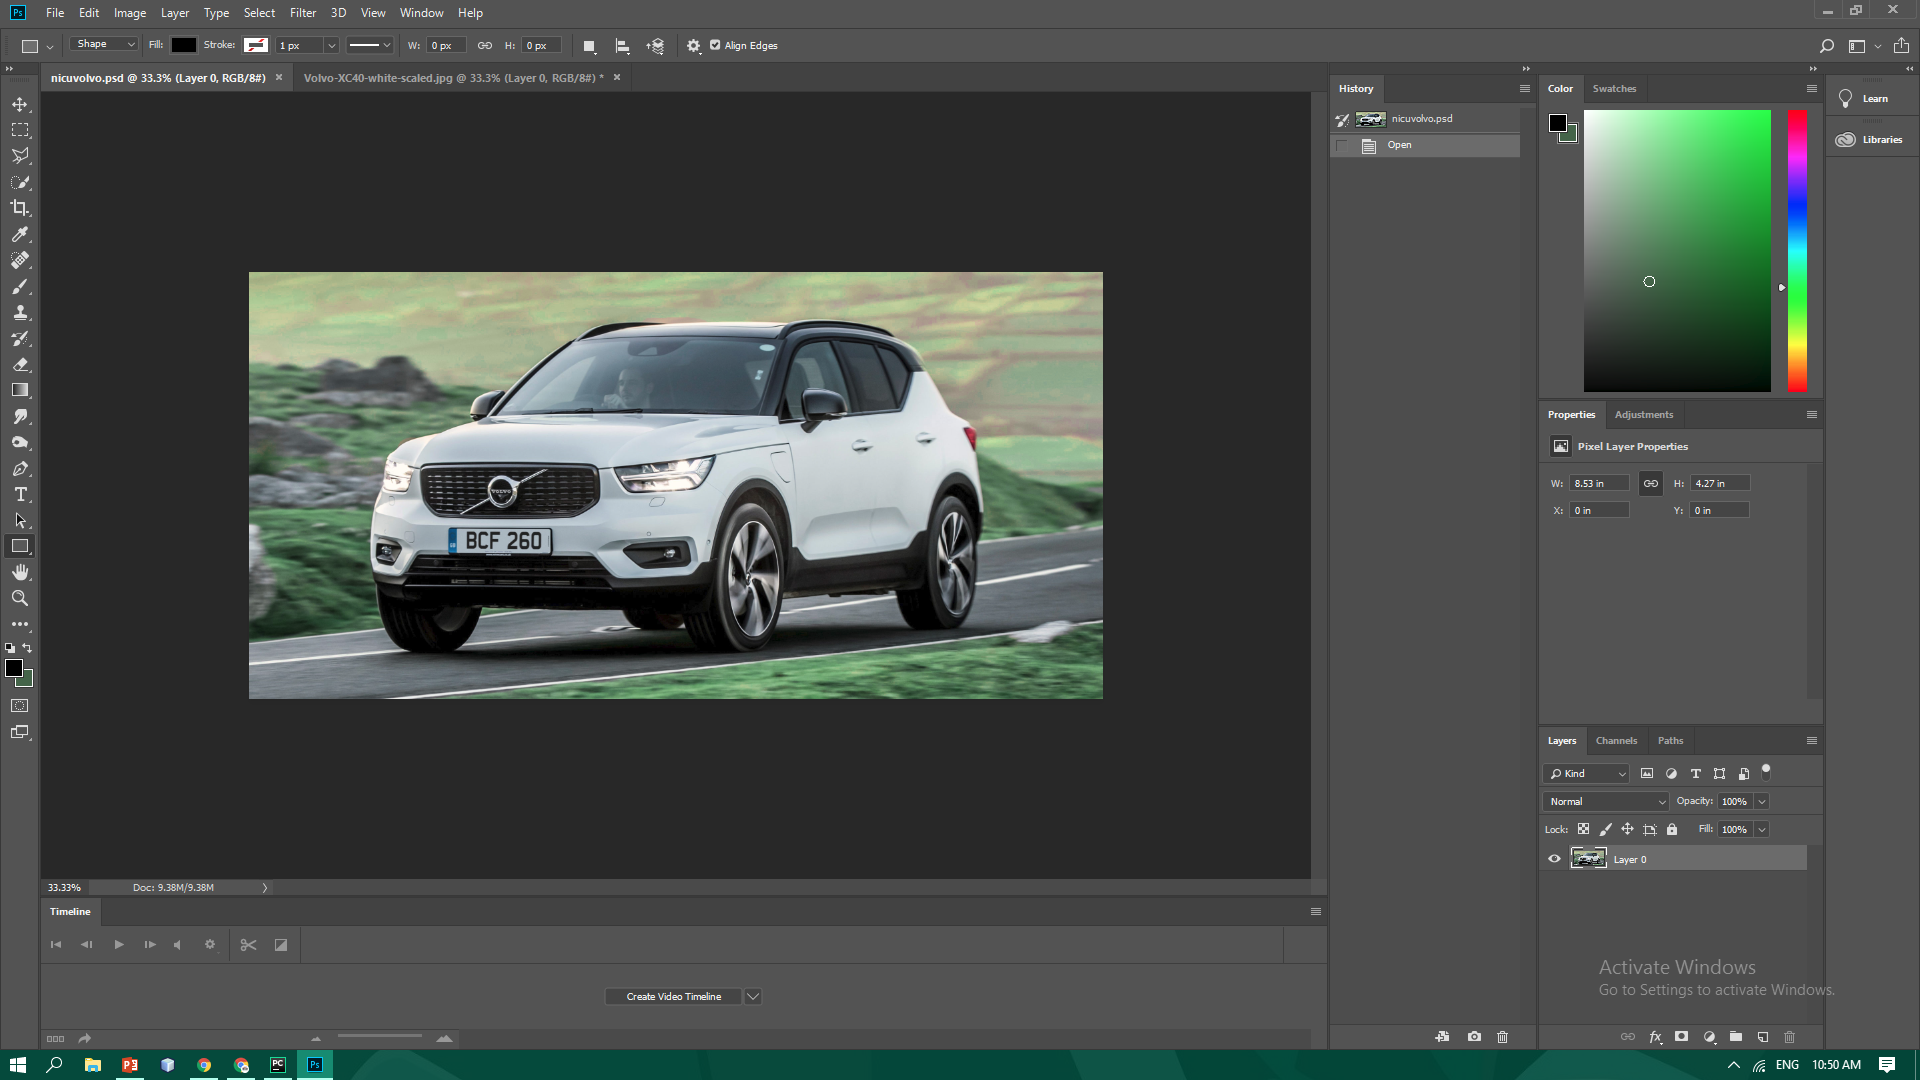 Ps File Edit Image Layer Type Select Filter 3D View Window Help
Shape Fill: Stroke: 1 px W: 0 px H: 0 px Align Edges
nicuvolvo.psd @ 33.3% (Layer 0, RGB/8#) × Volvo-XC40-white-scaled.jpg @ 33.3% (Layer 0, RGB/8#) * ×
History
nicuvolvo.psd
Open
Color Swatches
Learn
Libraries
VOLVO
BCF 260
Properties Adjustments
Pixel Layer Properties
W: 8.53 in H: 4.27 in
X: 0 in Y: 0 in
Layers Channels Paths
Kind
Normal Opacity: 100%
Lock: Fill: 100%
Layer 0
33.33% Doc: 9.38M/9.38M
Timeline
Create Video Timeline
Activate Windows
Go to Settings to activate Windows.
fx
PC Ps
ENG 10:50 AM